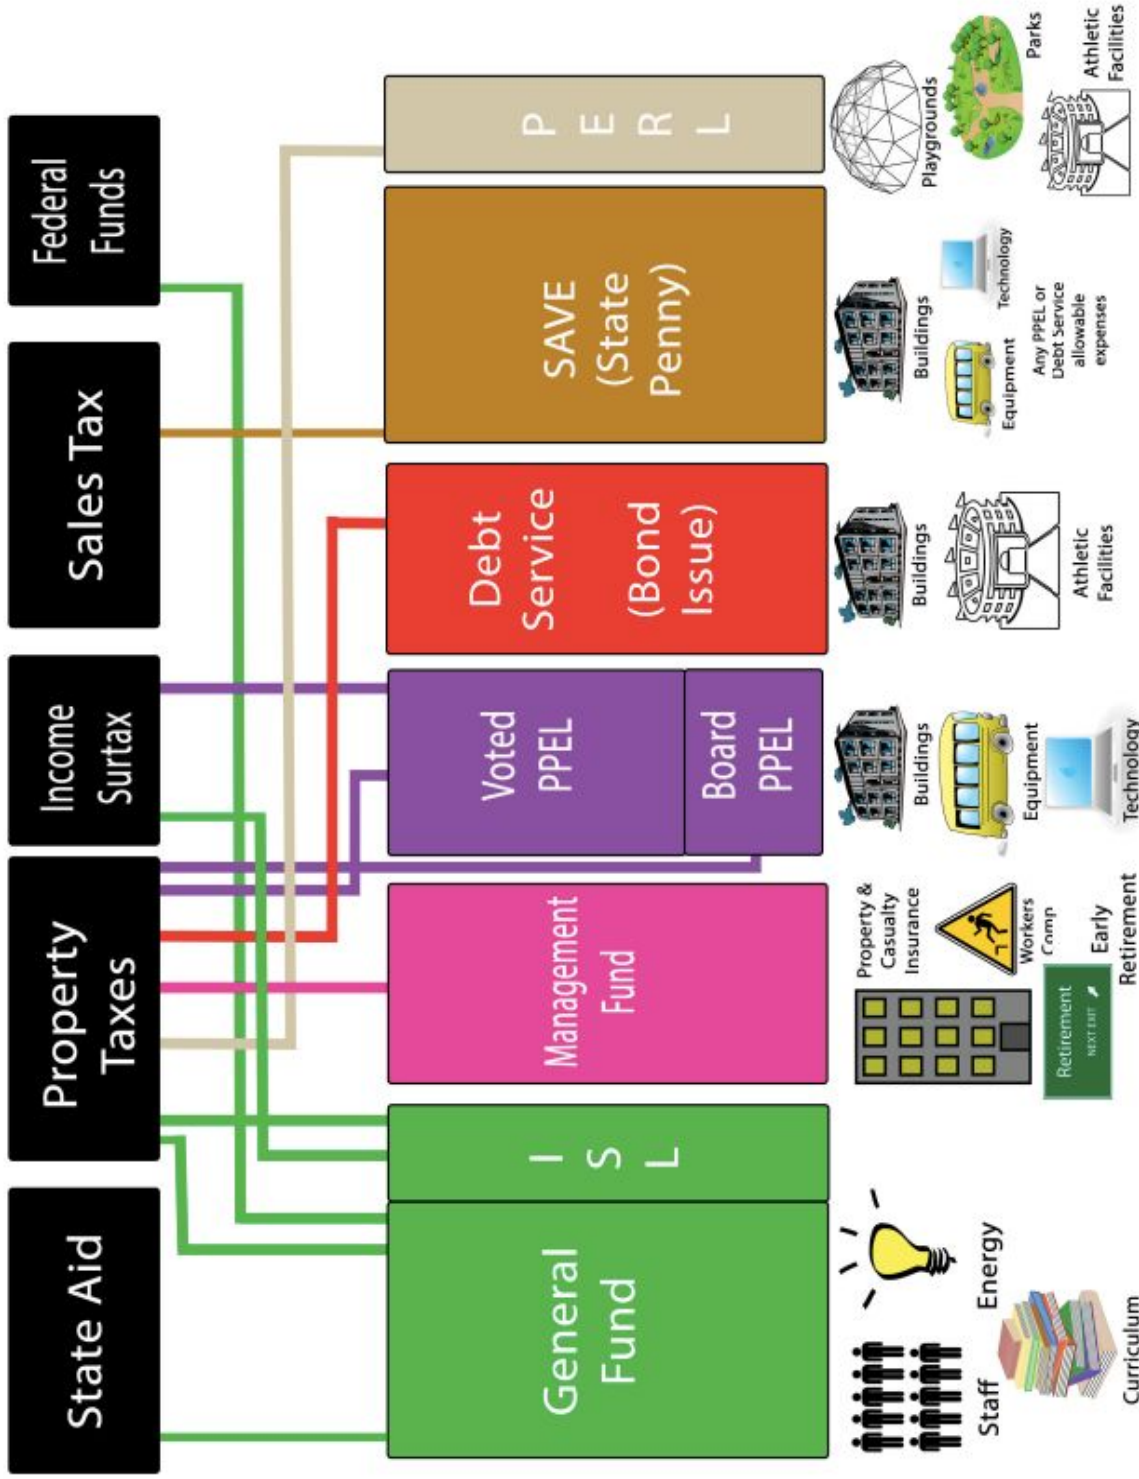 State Aid
Property
Taxes
Income
Surtax
Sales Tax
Federal
Funds
General
Fund
I
S
L
Management
Fund
Voted
PPEL
Board
PPEL
Debt
Service
(Bond
Issue)
SAVE
(State
Penny)
P
E
R
L
Staff
Energy
Curriculum
Property &
Casualty
Insurance
Workers
Comp
Retirement
NEXT EXIT
Early
Retirement
Buildings
Equipment
Technology
Buildings
Athletic
Facilities
Buildings
Equipment
Technology
Any PPEL or
Debt Service
allowable
expenses
Playgrounds
Parks
Athletic
Facilities